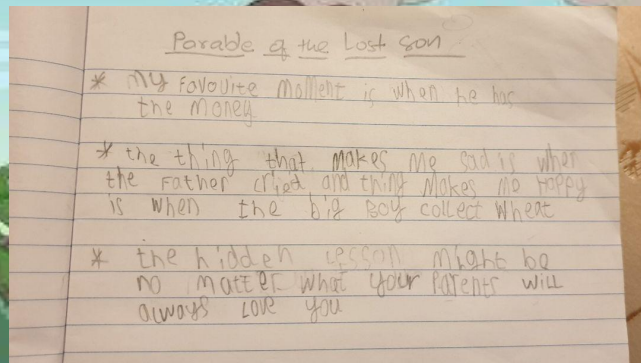 Parable of the Lost Son
* My Favouite Moment is when he has
the money
* the thing that makes me sad is when
the Father cried and thing Makes me Happy
is when the big Boy collect wheat
* the hidden Lesson might be
no matter what your Parents will
always Love you